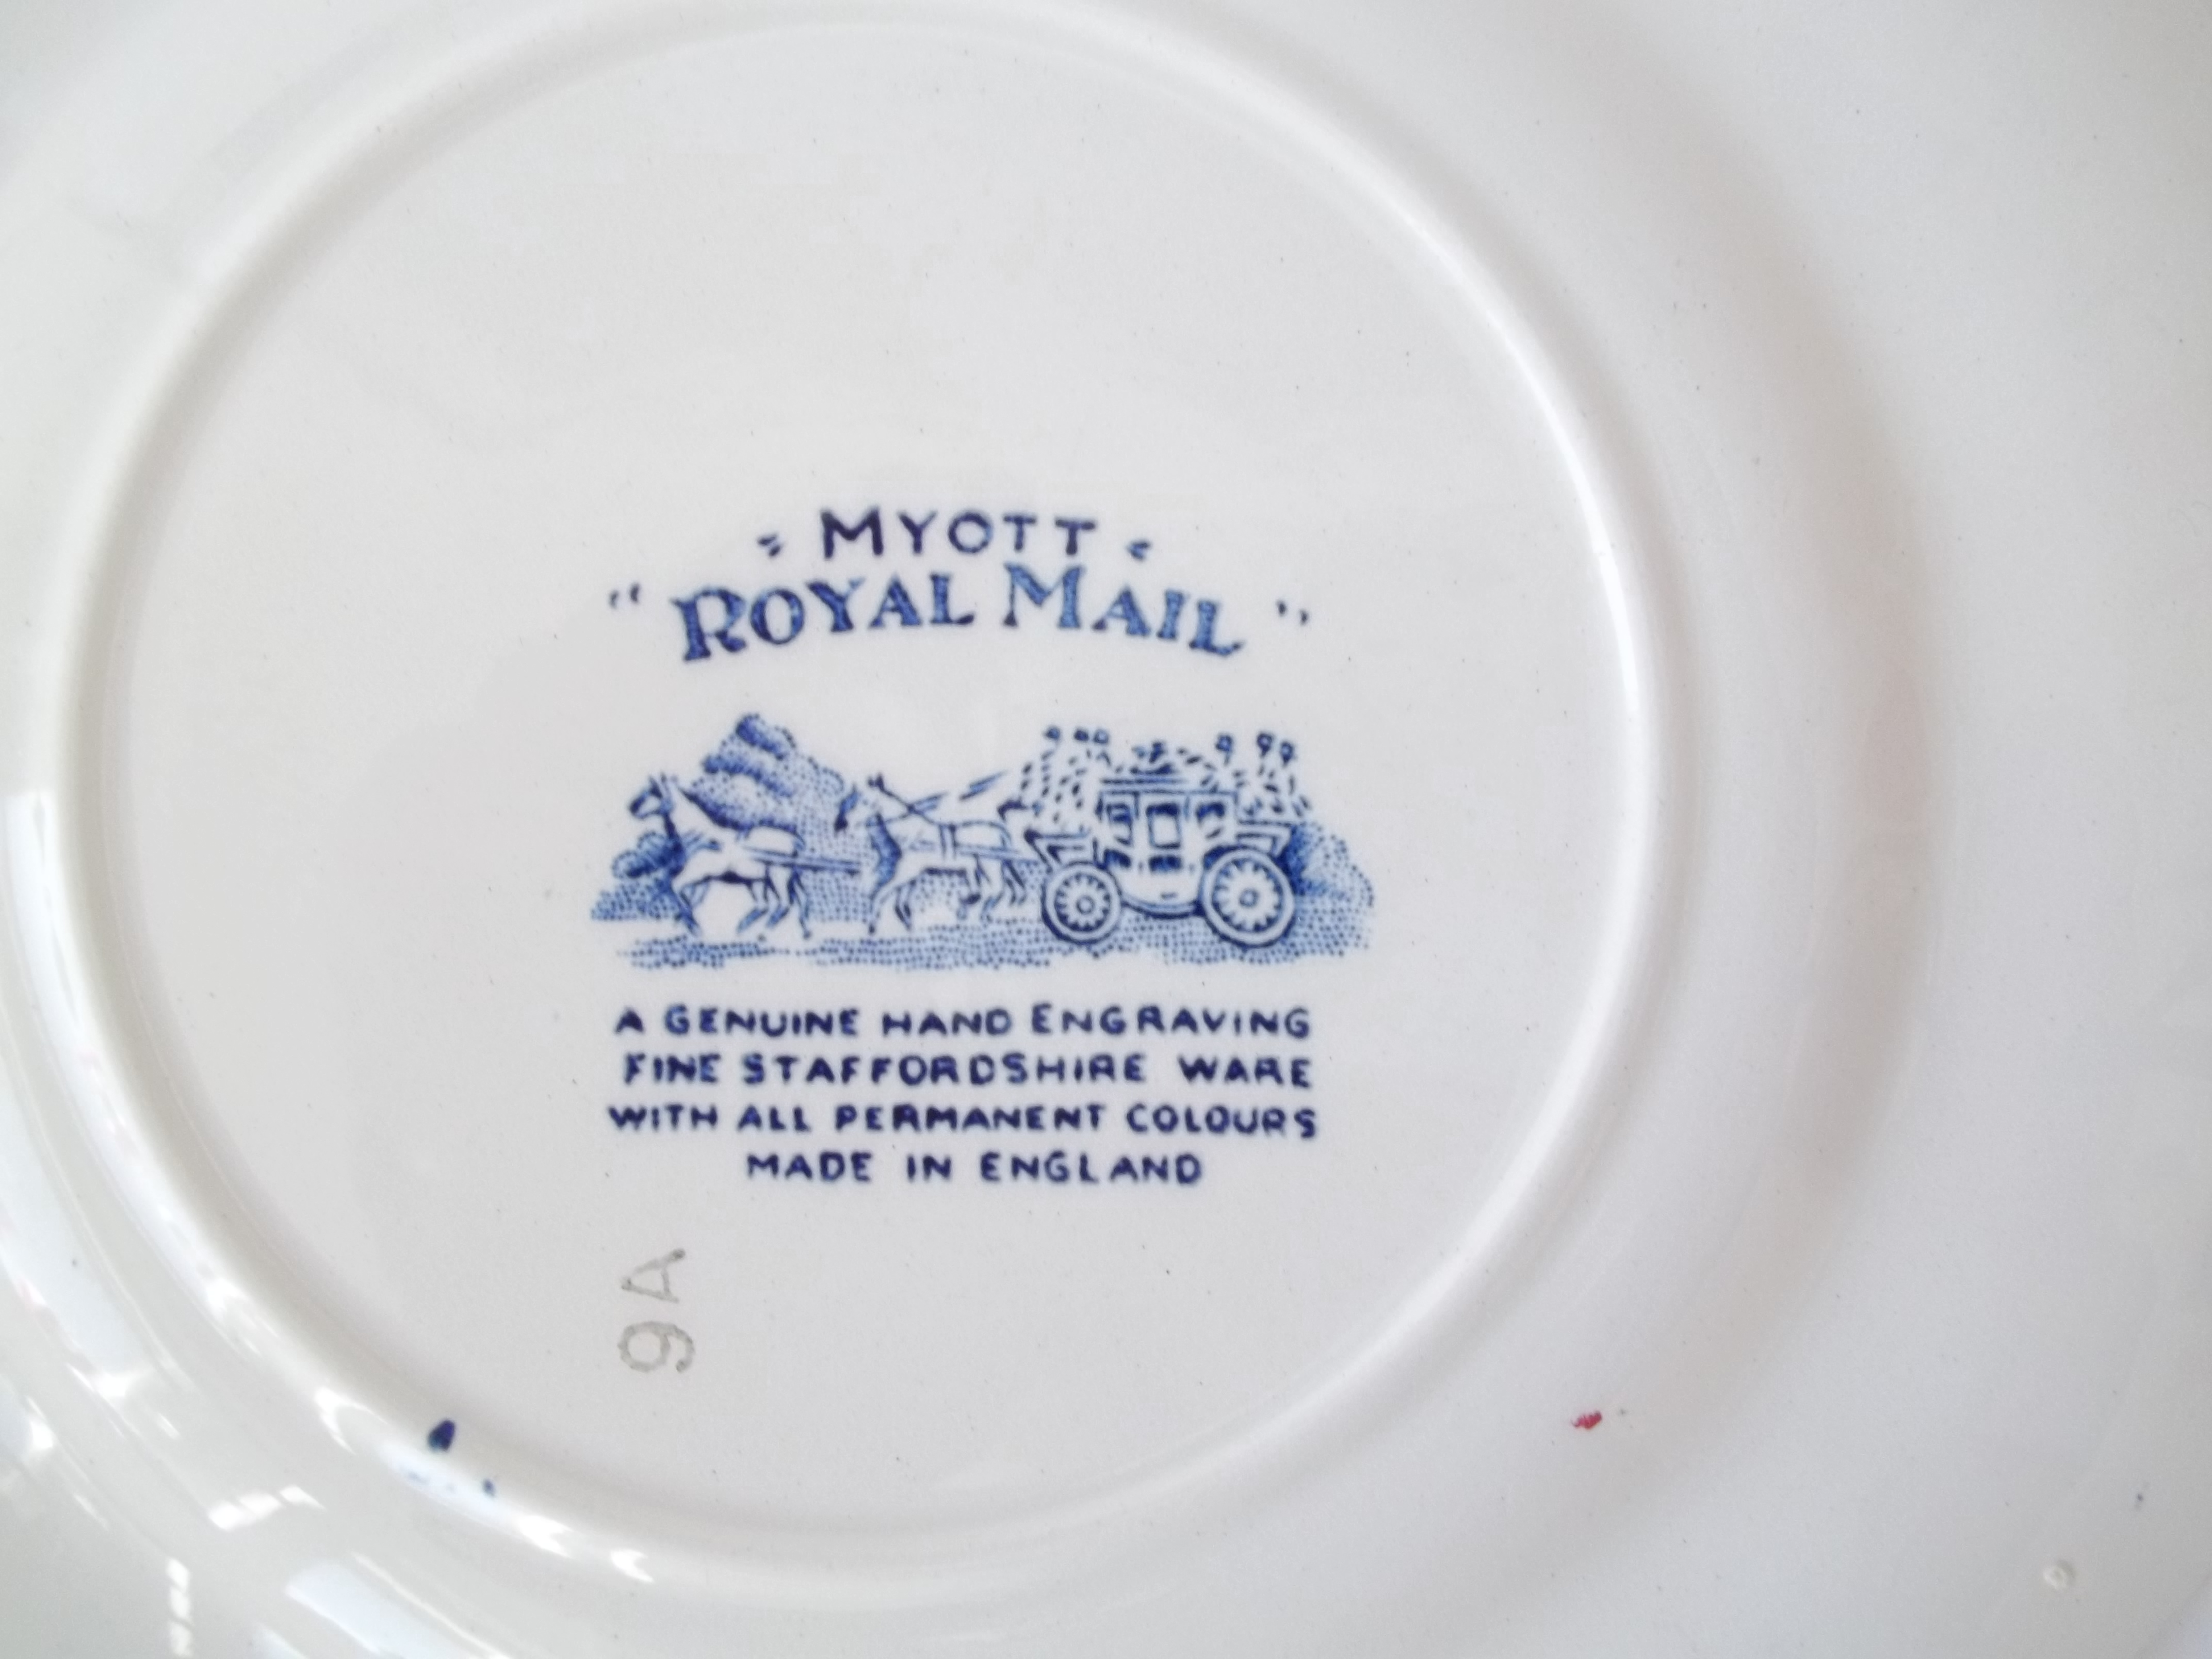 MYOTT
"ROYAL MAIL"
A GENUINE HAND ENGRAVING
FINE STAFFORDSHIRE WARE
WITH ALL PERMANENT COLOURS
MADE IN ENGLAND
9A